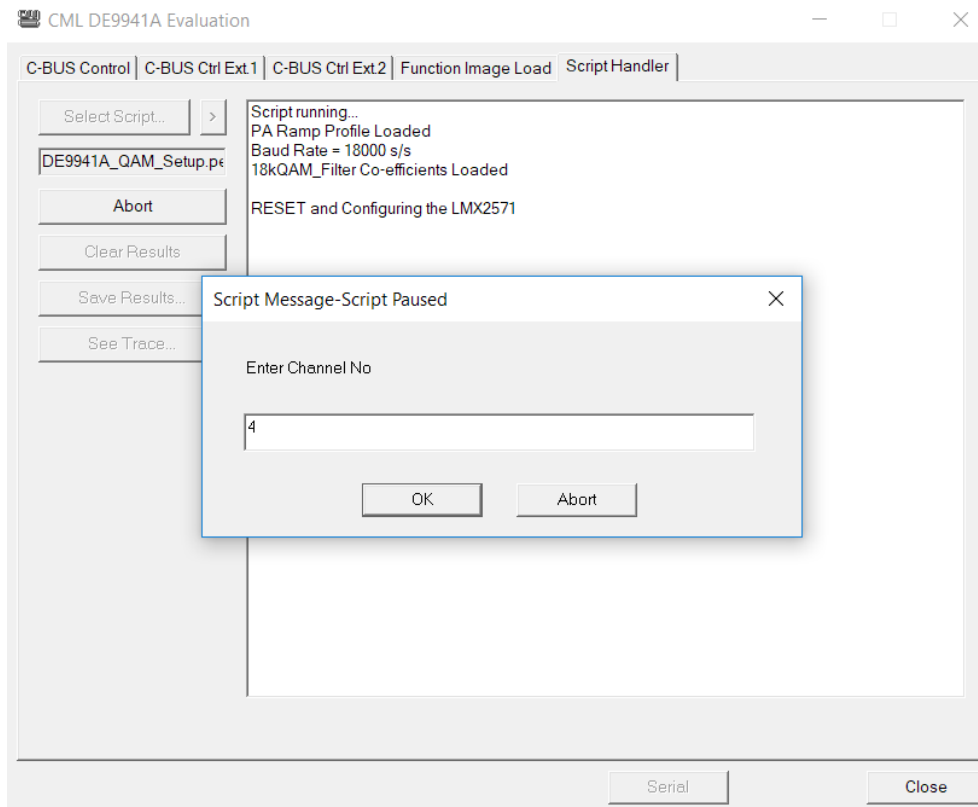 CML DE9941A Evaluation
C-BUS Control C-BUS Ctrl Ext.1 C-BUS Ctrl Ext.2 Function Image Load Script Handler
Select Script... >
DE9941A_QAM_Setup.pe
Abort
Clear Results
Save Results...
See Trace...
Script running...
PA Ramp Profile Loaded
Baud Rate = 18000 s/s
18kQAM_Filter Co-efficients Loaded
RESET and Configuring the LMX2571
Script Message-Script Paused
Enter Channel No
4
OK Abort
Serial Close